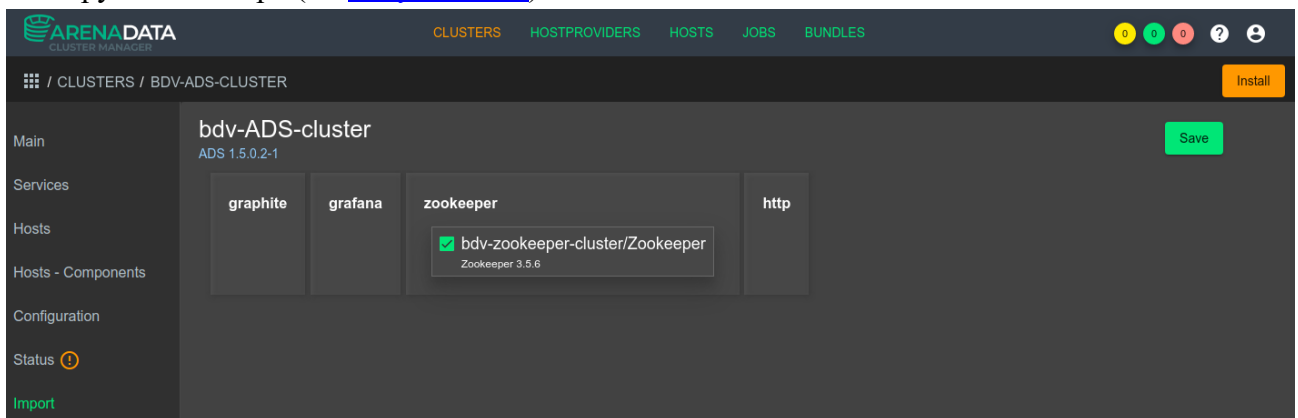 ARENADATA
CLUSTER MANAGER
CLUSTERS HOSTPROVIDERS HOSTS JOBS BUNDLES
0 0 0 ?
/ CLUSTERS / BDV-ADS-CLUSTER
Install
Main
Services
Hosts
Hosts - Components
Configuration
Status
Import
bdv-ADS-cluster
ADS 1.5.0.2-1
Save
graphite grafana zookeeper http
bdv-zookeeper-cluster/Zookeeper
Zookeeper 3.5.6